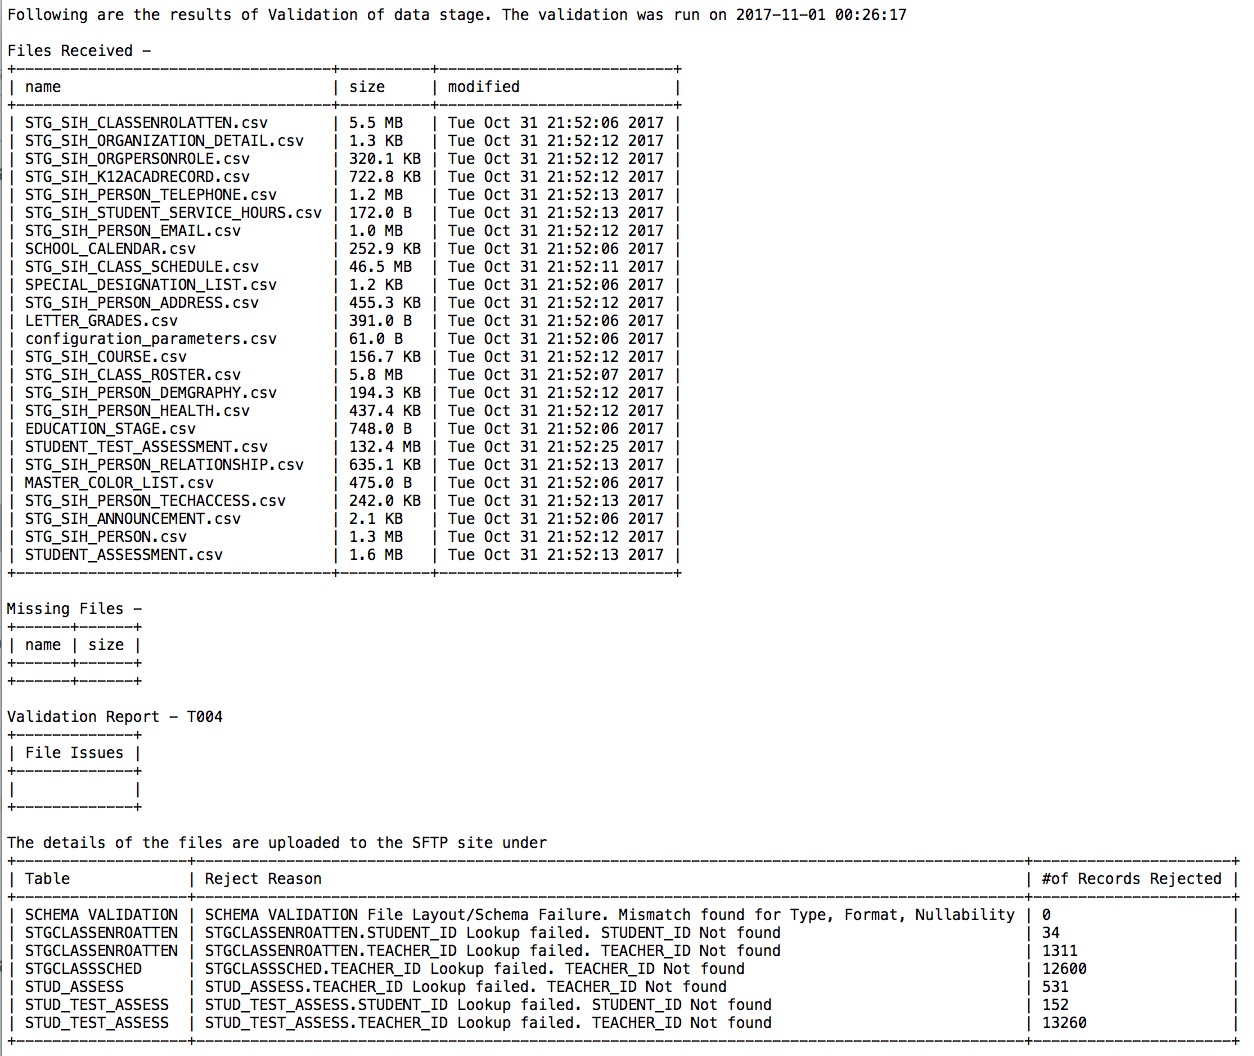 Following are the results of Validation of data stage. The validation was run on 2017-11-01 00:26:17
Files Received -
| name | size | modified |
| STG_SIH_CLASSENROLATTEN.csv | 5.5 MB | Tue Oct 31 21:52:06 2017 |
| STG_SIH_ORGANIZATION_DETAIL.csv | 1.3 KB | Tue Oct 31 21:52:12 2017 |
| STG_SIH_ORGPERSONROLE.csv | 320.1 KB | Tue Oct 31 21:52:12 2017 |
| STG_SIH_K12ACADRECORD.csv | 722.8 KB | Tue Oct 31 21:52:12 2017 |
| STG_SIH_PERSON_TELEPHONE.csv | 1.2 MB | Tue Oct 31 21:52:13 2017 |
| STG_SIH_STUDENT_SERVICE_HOURS.csv | 172.0 B | Tue Oct 31 21:52:13 2017 |
| STG_SIH_PERSON_EMAIL.csv | 1.0 MB | Tue Oct 31 21:52:12 2017 |
| SCHOOL_CALENDAR.csv | 252.9 KB | Tue Oct 31 21:52:06 2017 |
| STG_SIH_CLASS_SCHEDULE.csv | 46.5 MB | Tue Oct 31 21:52:11 2017 |
| SPECIAL_DESIGNATION_LIST.csv | 1.2 KB | Tue Oct 31 21:52:06 2017 |
| STG_SIH_PERSON_ADDRESS.csv | 455.3 KB | Tue Oct 31 21:52:12 2017 |
| LETTER_GRADES.csv | 391.0 B | Tue Oct 31 21:52:06 2017 |
| configuration_parameters.csv | 61.0 B | Tue Oct 31 21:52:06 2017 |
| STG_SIH_COURSE.csv | 156.7 KB | Tue Oct 31 21:52:12 2017 |
| STG_SIH_CLASS_ROSTER.csv | 5.8 MB | Tue Oct 31 21:52:07 2017 |
| STG_SIH_PERSON_DEMGRAPHY.csv | 194.3 KB | Tue Oct 31 21:52:12 2017 |
| STG_SIH_PERSON_HEALTH.csv | 437.4 KB | Tue Oct 31 21:52:12 2017 |
| EDUCATION_STAGE.csv | 748.0 B | Tue Oct 31 21:52:06 2017 |
| STUDENT_TEST_ASSESSMENT.csv | 132.4 MB | Tue Oct 31 21:52:25 2017 |
| STG_SIH_PERSON_RELATIONSHIP.csv | 635.1 KB | Tue Oct 31 21:52:13 2017 |
| MASTER_COLOR_LIST.csv | 475.0 B | Tue Oct 31 21:52:06 2017 |
| STG_SIH_PERSON_TECHACCESS.csv | 242.0 KB | Tue Oct 31 21:52:13 2017 |
| STG_SIH_ANNOUNCEMENT.csv | 2.1 KB | Tue Oct 31 21:52:06 2017 |
| STG_SIH_PERSON.csv | 1.3 MB | Tue Oct 31 21:52:12 2017 |
| STUDENT_ASSESSMENT.csv | 1.6 MB | Tue Oct 31 21:52:13 2017 |
Missing Files -
| name | size |
Validation Report - T004
| File Issues |
The details of the files are uploaded to the SFTP site under
| Table | Reject Reason | #of Records Rejected |
| SCHEMA VALIDATION | SCHEMA VALIDATION File Layout/Schema Failure. Mismatch found for Type, Format, Nullability | 0 |
| STGCLASSENROATTEN | STGCLASSENROATTEN.STUDENT_ID Lookup failed. STUDENT_ID Not found | 34 |
| STGCLASSENROATTEN | STGCLASSENROATTEN.TEACHER_ID Lookup failed. TEACHER_ID Not found | 1311 |
| STGCLASSSCHED | STGCLASSSCHED.TEACHER_ID Lookup failed. TEACHER_ID Not found | 12600 |
| STUD_ASSESS | STUD_ASSESS.TEACHER_ID Lookup failed. TEACHER_ID Not found | 531 |
| STUD_TEST_ASSESS | STUD_TEST_ASSESS.STUDENT_ID Lookup failed. STUDENT_ID Not found | 152 |
| STUD_TEST_ASSESS | STUD_TEST_ASSESS.TEACHER_ID Lookup failed. TEACHER_ID Not found | 13260 |